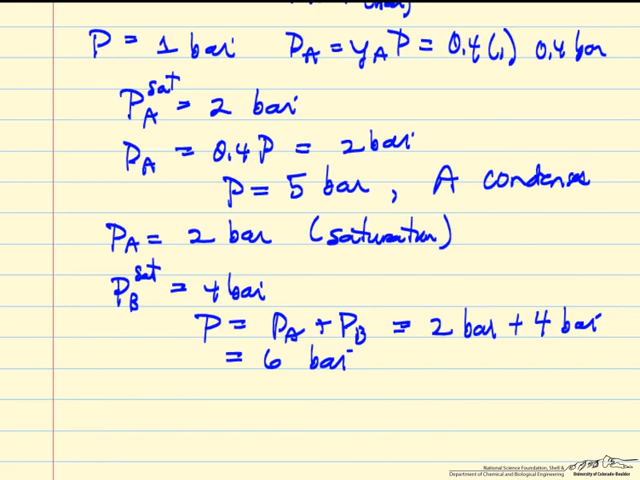 P = 1 bar P_A = y_A P = 0.4(1) 0.4 bar
P_A^sat = 2 bar
P_A = 0.4P = 2 bar
P = 5 bar, A condenses
P_A = 2 bar (saturation)
P_B^sat = 4 bar
P = P_A + P_B = 2 bar + 4 bar
= 6 bar
National Science Foundation, Shell &
Department of Chemical and Biological Engineering
University of Colorado-Boulder